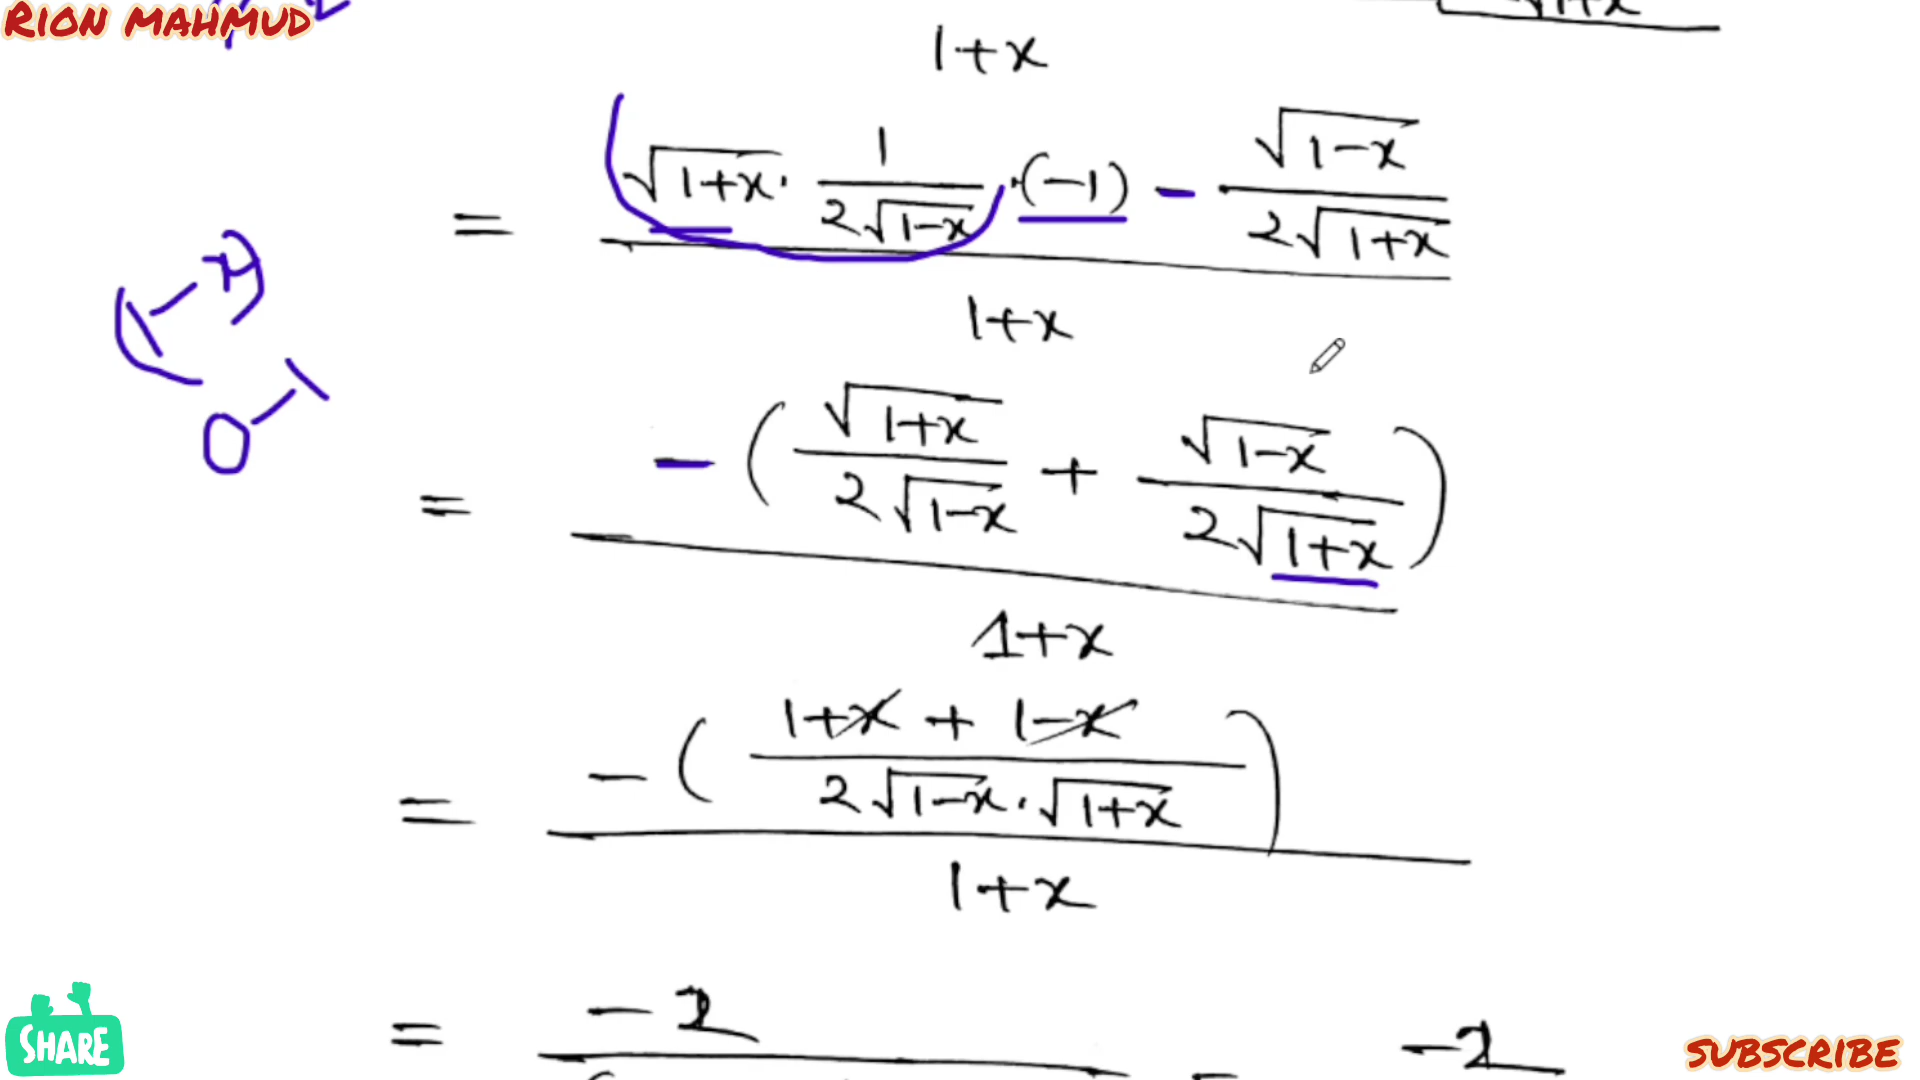 RION MAHMUD
√1+x
1+x
= (√(1+x) · 1/(2√(1-x)) · (-1) - √(1-x)/(2√(1+x))) / (1+x)
(1-x)
0-1
= -(√(1+x)/(2√(1-x)) + √(1-x)/(2√(1+x))) / (1+x)
= -((1+x+1-x)/(2√(1-x)·√(1+x))) / (1+x)
= -2 = -2
SHARE
SUBSCRIBE